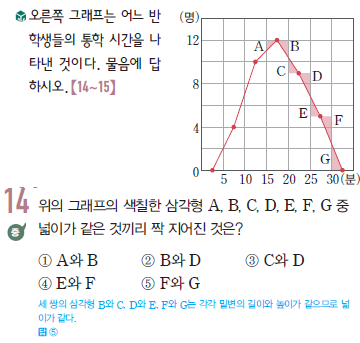 오른쪽 그래프는 어느 반
학생들의 통학 시간을 나
타낸 것이다. 물음에 답
하시오.【14~15】
(명)
12
8
4
0
A B
C D
E F
G
5 10 15 20 25 30(분)
14 위의 그래프의 색칠한 삼각형 A, B, C, D, E, F, G 중
중 넓이가 같은 것끼리 짝 지어진 것은?
① A와 B ② B와 D ③ C와 D
④ E와 F ⑤ F와 G
세 쌍의 삼각형 B와 C, D와 E, F와 G는 각각 밑변의 길이와 높이가 같으므로 넓
이가 같다.
답 ⑤